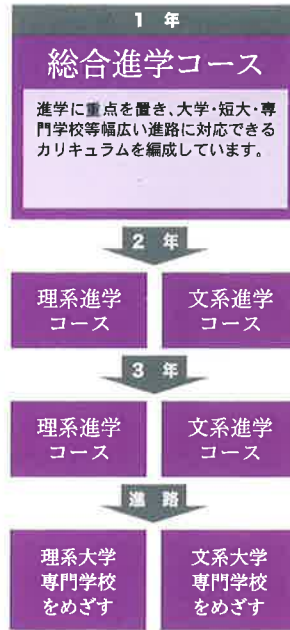 1 年
総合進学コース
進学に重点を置き、大学・短大・専
門学校等幅広い進路に対応できる
カリキュラムを編成しています。
2 年
理系進学
コース
文系進学
コース
3 年
理系進学
コース
文系進学
コース
進 路
理系大学
専門学校
をめざす
文系大学
専門学校
をめざす